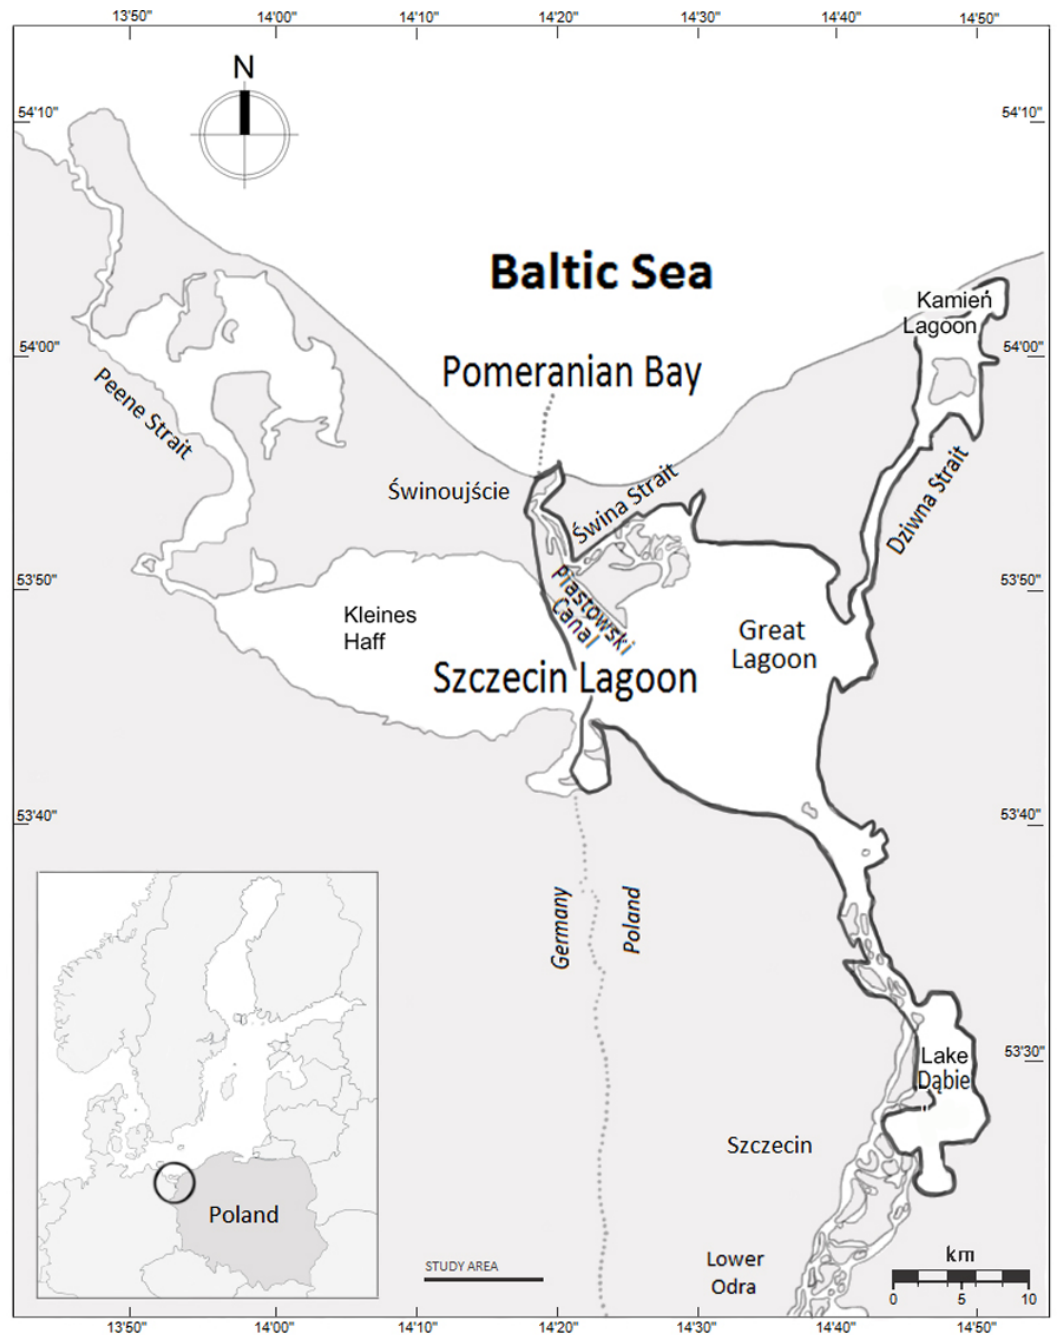 13'50" 14'00" 14'10" 14'20" 14'30" 14'40" 14'50"
N
54'10" 54'10"
Baltic Sea
Kamień
Lagoon
54'00" 54'00"
Pomeranian Bay
Peene Strait
Świnoujście
Świna Strait
Dziwna Strait
53'50" 53'50"
Piastowski
Canal
Kleines
Haff
Great
Lagoon
Szczecin Lagoon
53'40" 53'40"
Germany
Poland
53'30"
Lake
Dąbie
Szczecin
Poland
Lower
Odra
STUDY AREA
km
0 5 10
13'50" 14'00" 14'10" 14'20" 14'30" 14'40" 14'50"